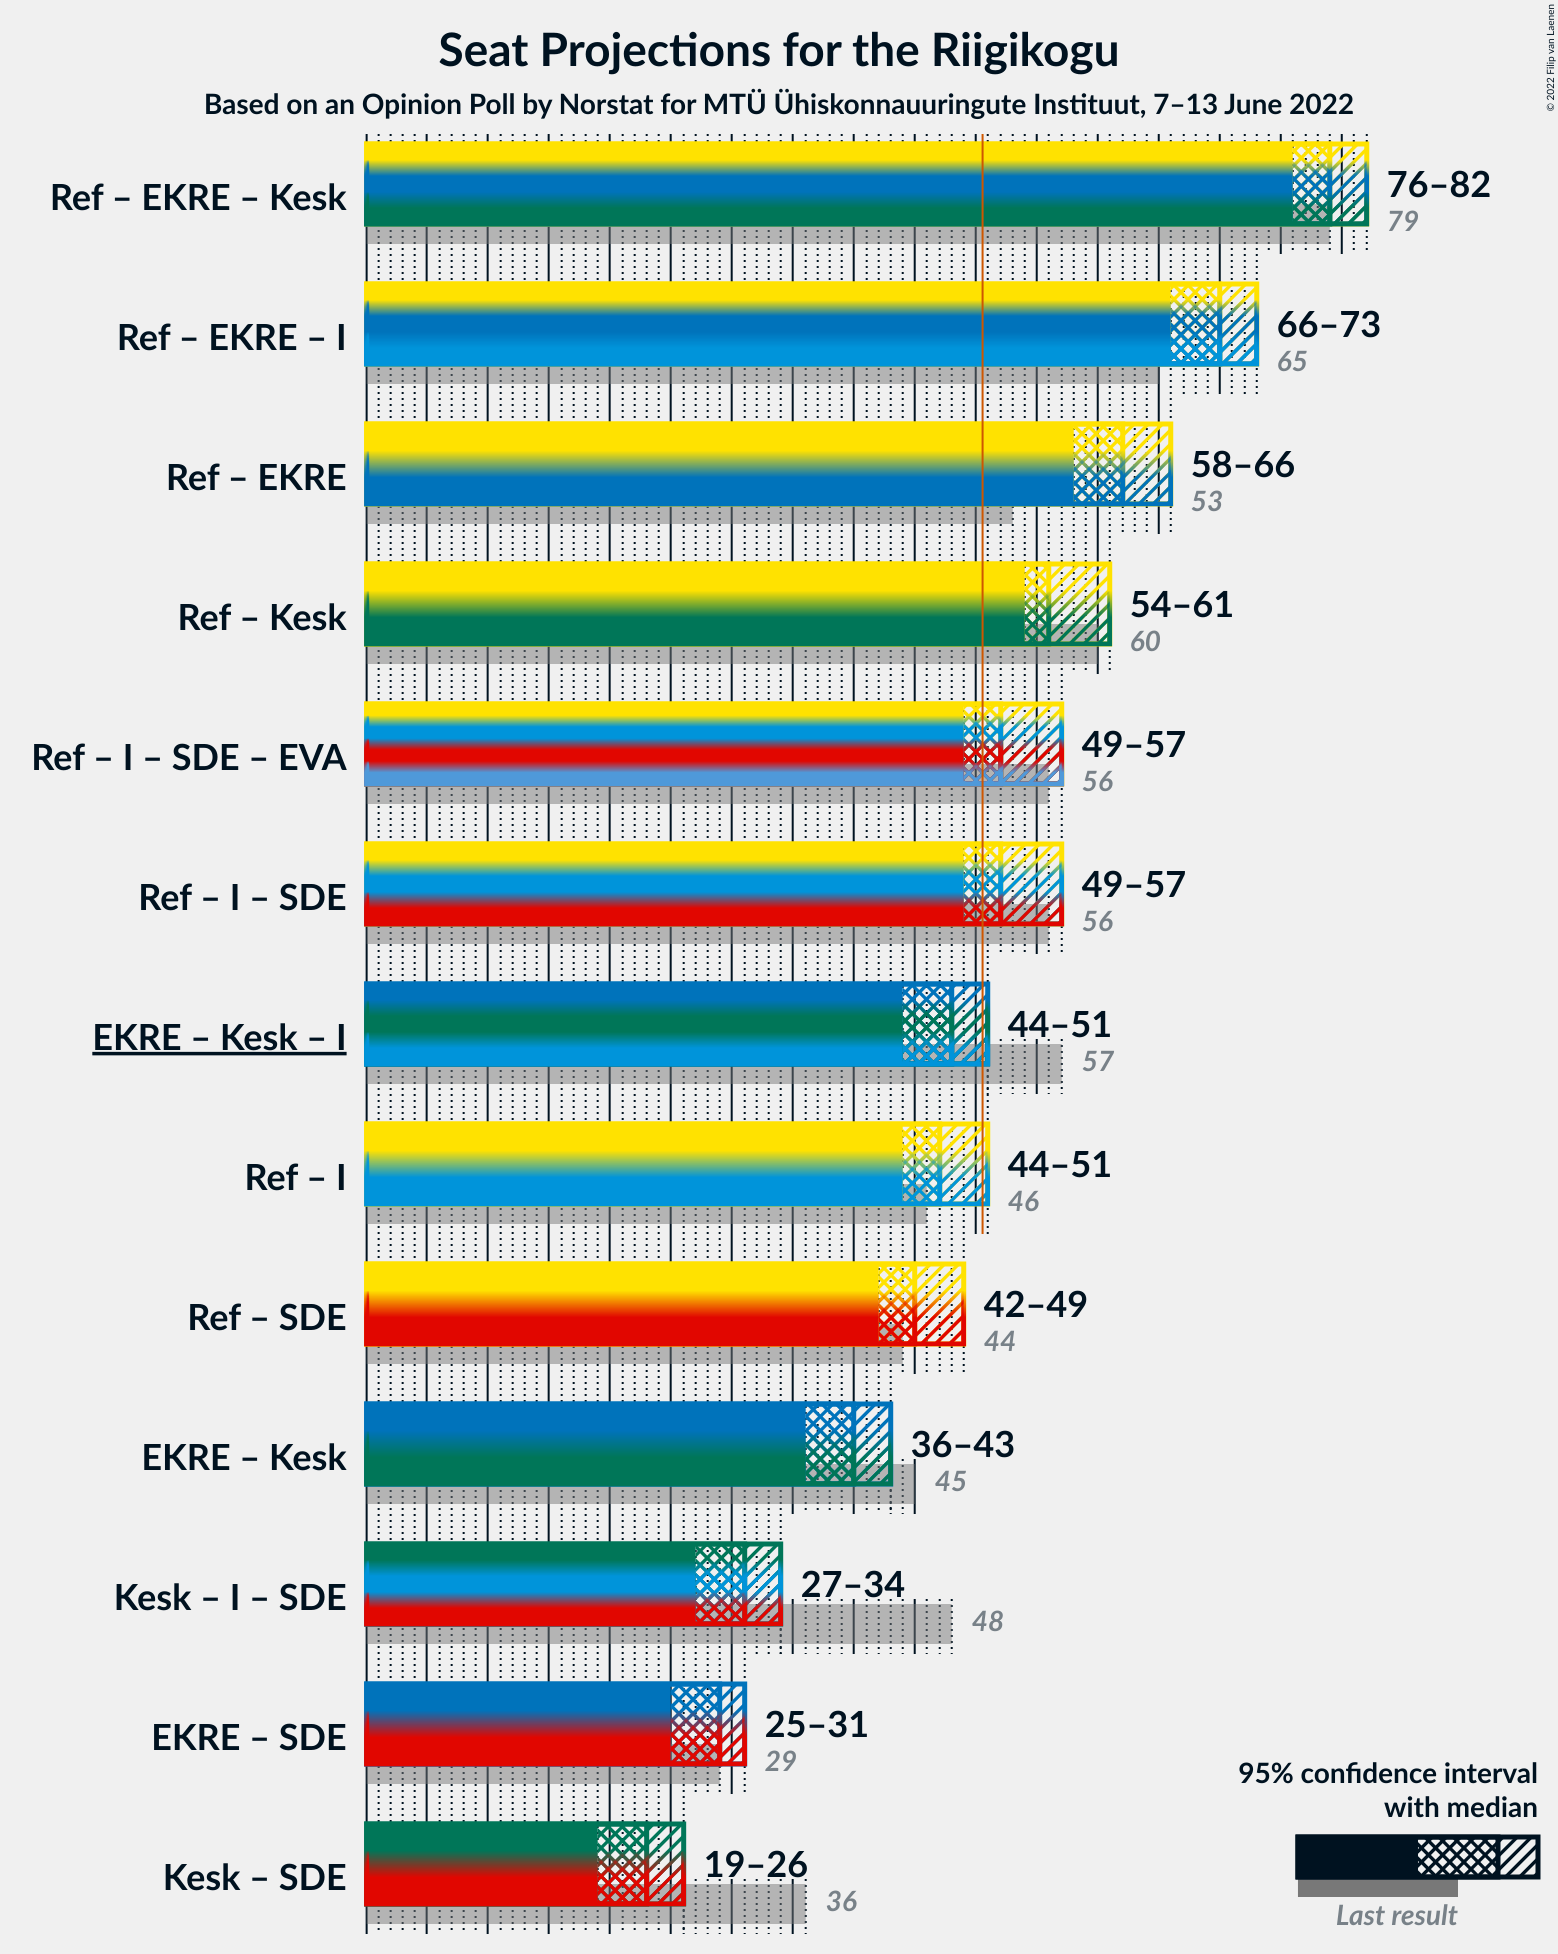 Seat Projections for the Riigikogu
Based on an Opinion Poll by Norstat for MTÜ Ühiskonnauuringute Instituut, 7–13 June 2022
© 2022 Filip van Laenen
Ref – EKRE – Kesk
76–82
79
Ref – EKRE – I
66–73
65
Ref – EKRE
58–66
53
Ref – Kesk
54–61
60
Ref – I – SDE – EVA
49–57
56
Ref – I – SDE
49–57
56
EKRE – Kesk – I
44–51
57
Ref – I
44–51
46
Ref – SDE
42–49
44
EKRE – Kesk
36–43
45
Kesk – I – SDE
27–34
48
EKRE – SDE
25–31
29
Kesk – SDE
19–26
36
95% confidence interval
with median
Last result